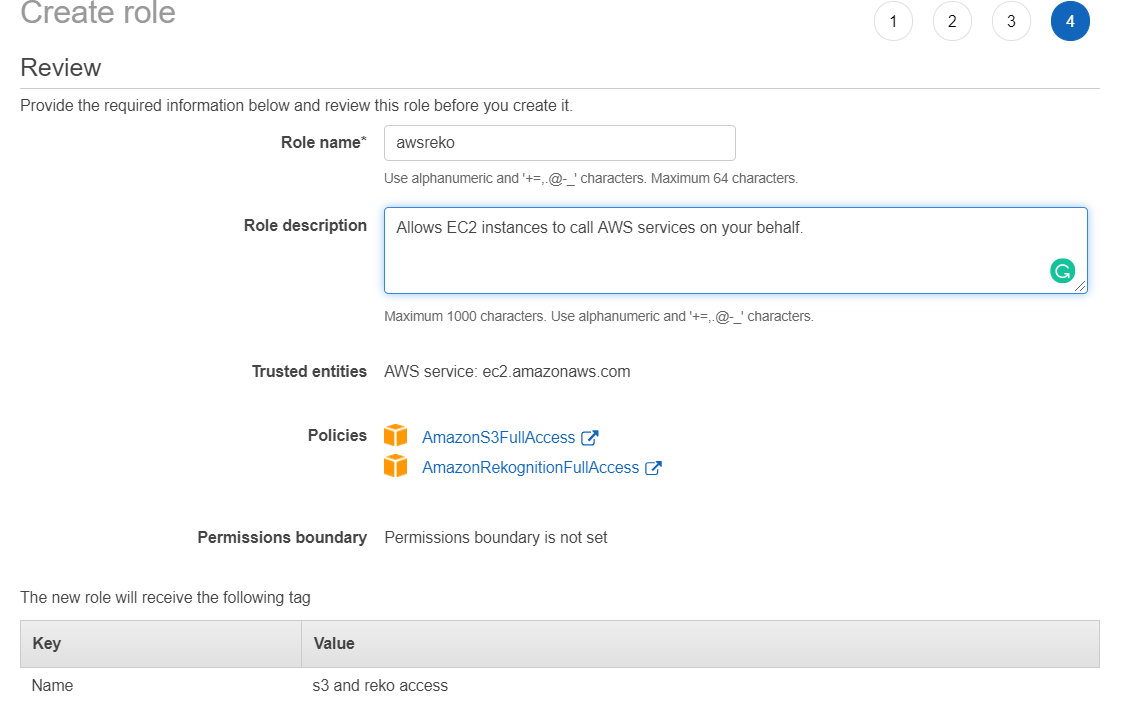 Create role
1 2 3 4
Review
Provide the required information below and review this role before you create it.
Role name* awsreko
Use alphanumeric and '+=,.@-_' characters. Maximum 64 characters.
Role description Allows EC2 instances to call AWS services on your behalf.
Maximum 1000 characters. Use alphanumeric and '+=,.@-_' characters.
Trusted entities AWS service: ec2.amazonaws.com
Policies AmazonS3FullAccess
AmazonRekognitionFullAccess
Permissions boundary Permissions boundary is not set
The new role will receive the following tag
Key Value
Name s3 and reko access